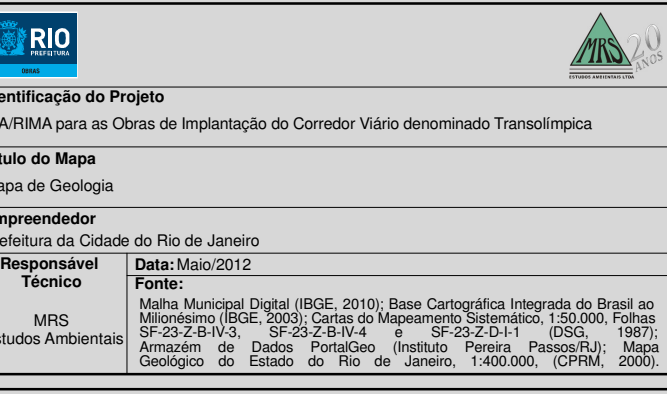 RIO
PREFEITURA
OBRAS
MRS
20
ANOS
ESTUDOS AMBIENTAIS LTDA
entificação do Projeto
A/RIMA para as Obras de Implantação do Corredor Viário denominado Transolímpica
tulo do Mapa
apa de Geologia
mpreendedor
efeitura da Cidade do Rio de Janeiro
Responsável
Técnico
MRS
studos Ambientais
Data: Maio/2012
Fonte:
Malha Municipal Digital (IBGE, 2010); Base Cartográfica Integrada do Brasil ao
Milionésimo (IBGE, 2003); Cartas do Mapeamento Sistemático, 1:50.000, Folhas
SF-23-Z-B-IV-3, SF-23-Z-B-IV-4 e SF-23-Z-D-I-1 (DSG, 1987);
Armazém de Dados PortalGeo (Instituto Pereira Passos/RJ); Mapa
Geológico do Estado do Rio de Janeiro, 1:400.000, (CPRM, 2000).